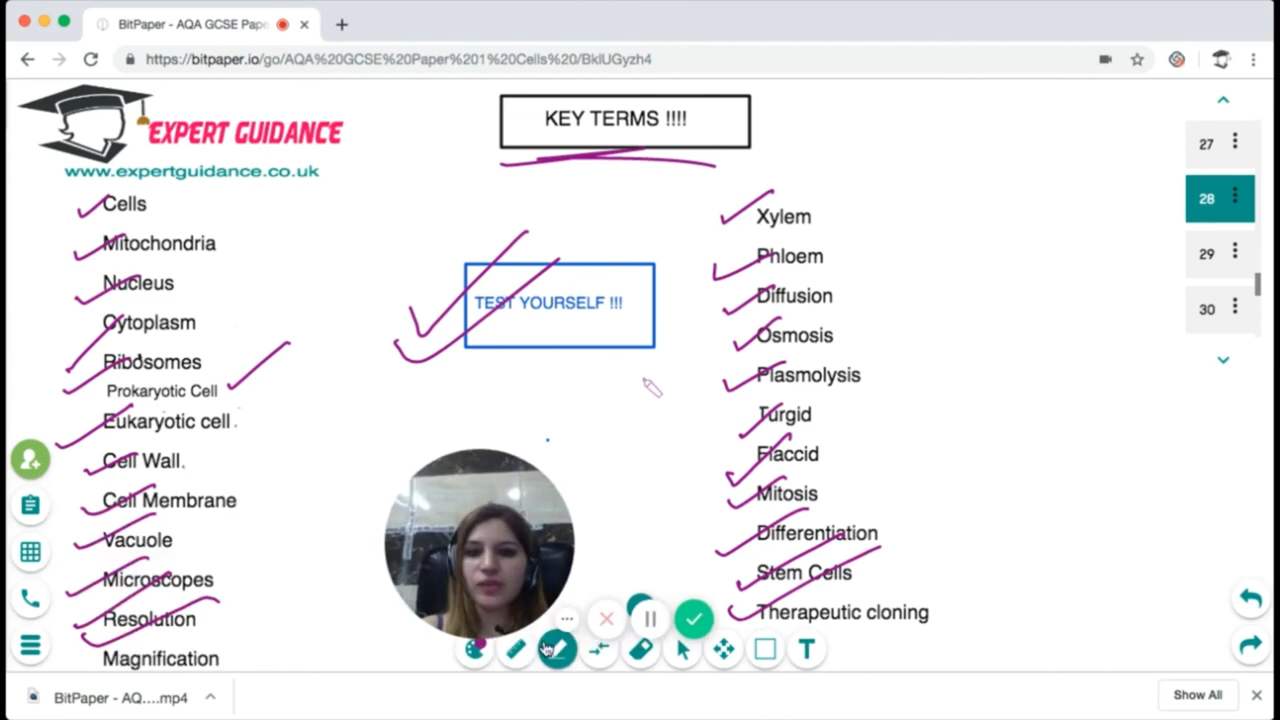 BitPaper - AQA GCSE Pape
https://bitpaper.io/go/AQA%20GCSE%20Paper%201%20Cells%20/BklUGyzh4
EXPERT GUIDANCE
www.expertguidance.co.uk
KEY TERMS !!!!
Cells
Mitochondria
Nucleus
Cytoplasm
Ribosomes
Prokaryotic Cell
Eukaryotic cell .
Cell Wall.
Cell Membrane
Vacuole
Microscopes
Resolution
Magnification
TEST YOURSELF !!!
Xylem
Phloem
Diffusion
Osmosis
Plasmolysis
Turgid
Flaccid
Mitosis
Differentiation
Stem Cells
Therapeutic cloning
27
28
29
30
T
BitPaper - AQ....mp4
Show All